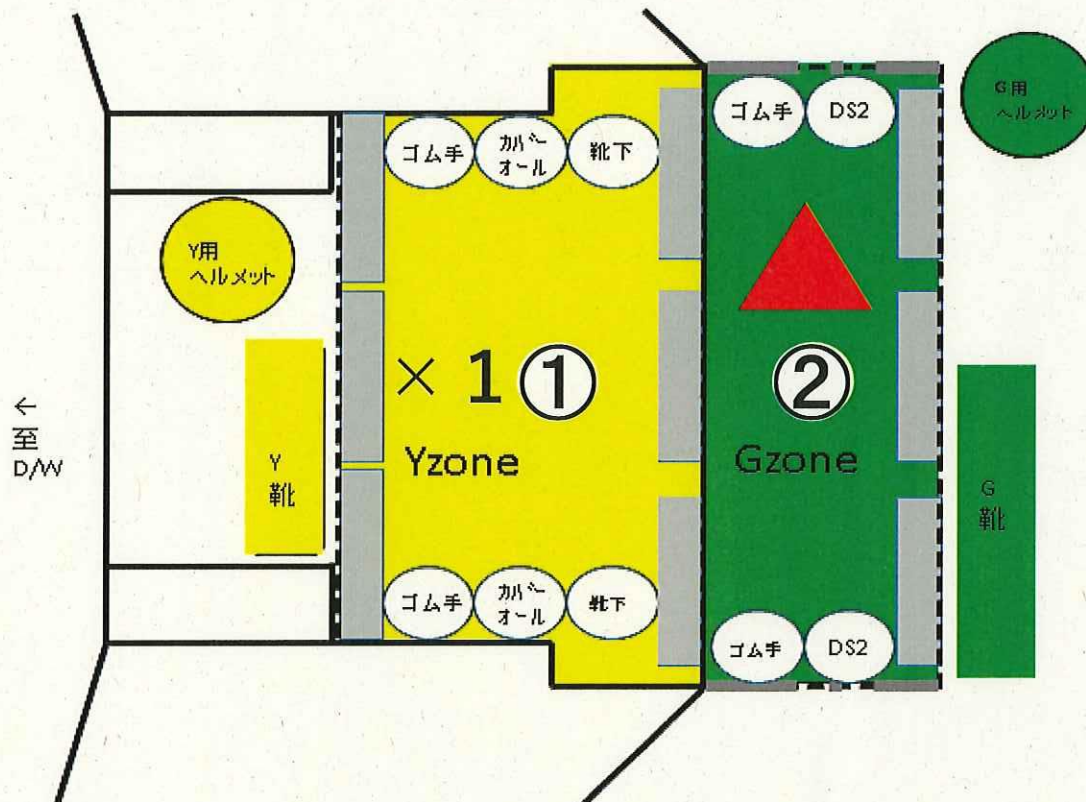 G用
ヘルメット
ゴム手
DS2
ゴム手
カバー
オール
靴下
Y用
ヘルメット
×1
①
②
Yzone
Gzone
←
至
D/W
Y
靴
G
靴
ゴム手
カバー
オール
靴下
ゴム手
DS2